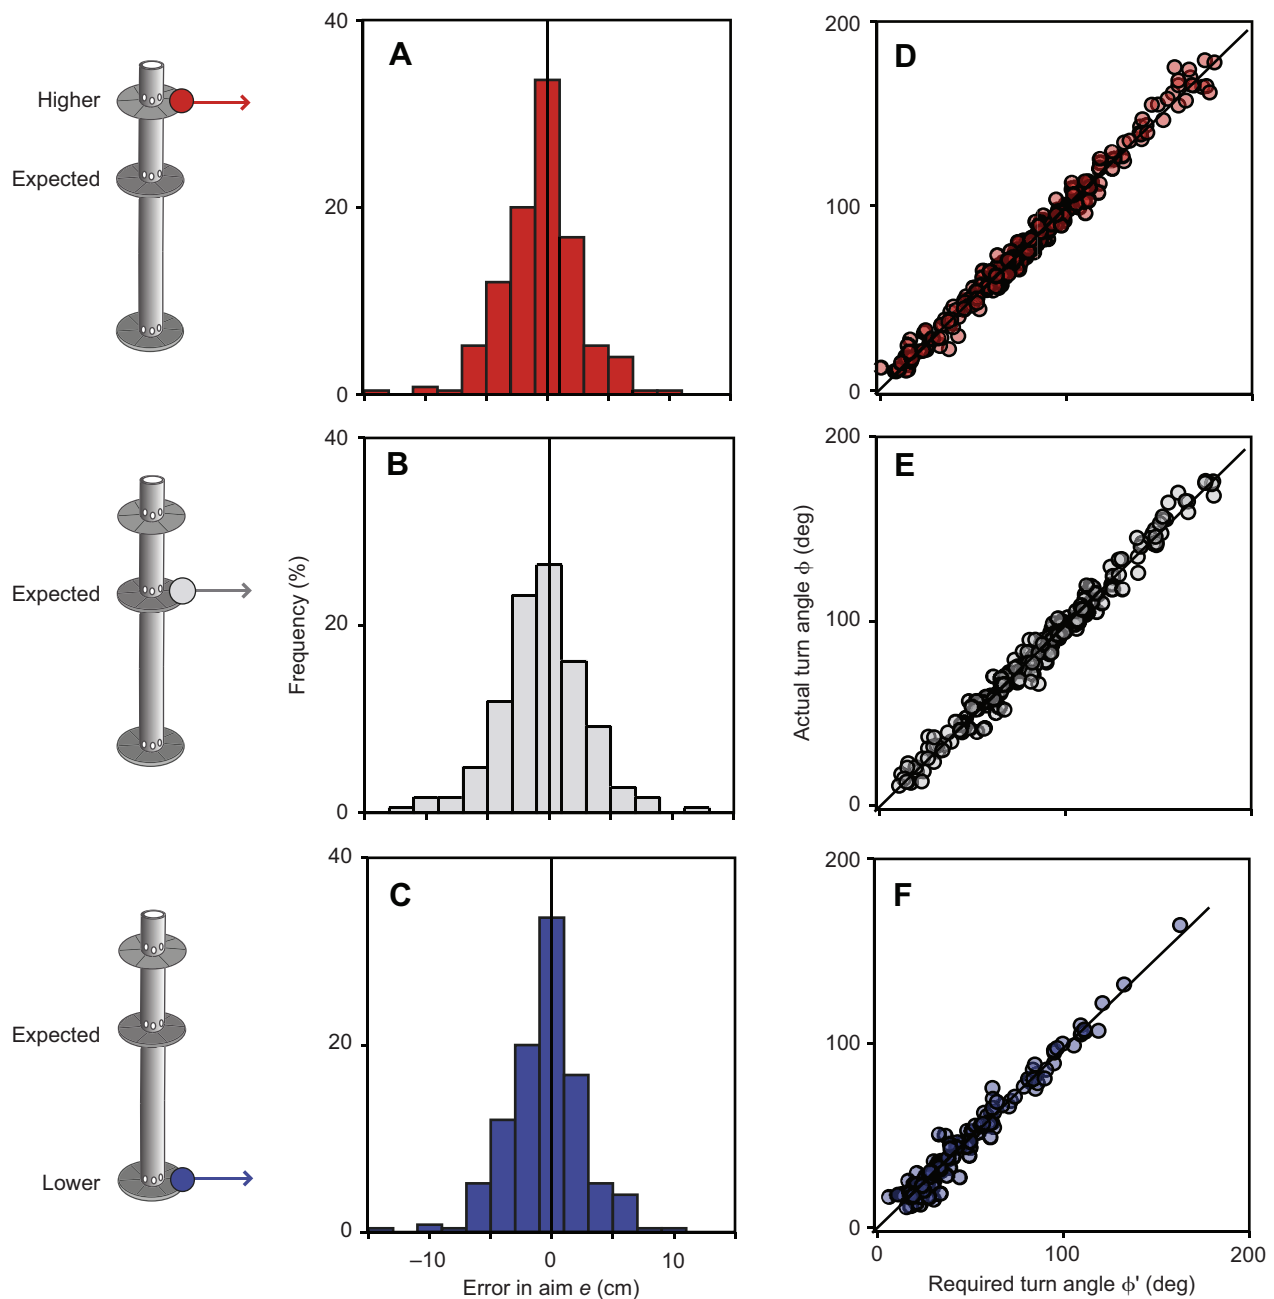 A
40
20
0
Higher
Expected
D
200
100
0
B
40
20
0
Expected
Frequency (%)
E
200
100
0
Actual turn angle ϕ (deg)
C
40
20
0
Expected
Lower
–10
0
10
Error in aim e (cm)
F
200
100
0
0
100
200
Required turn angle ϕ' (deg)